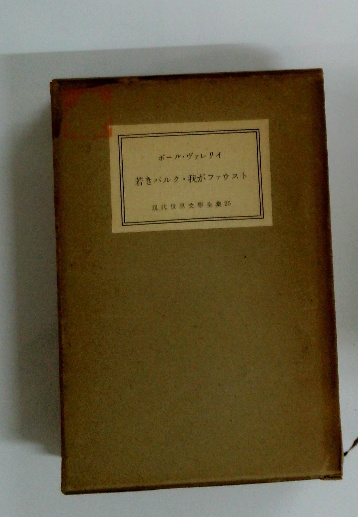 ポール・ヴァレリイ
若きパルク・我がファウスト
現代世界文學全集25